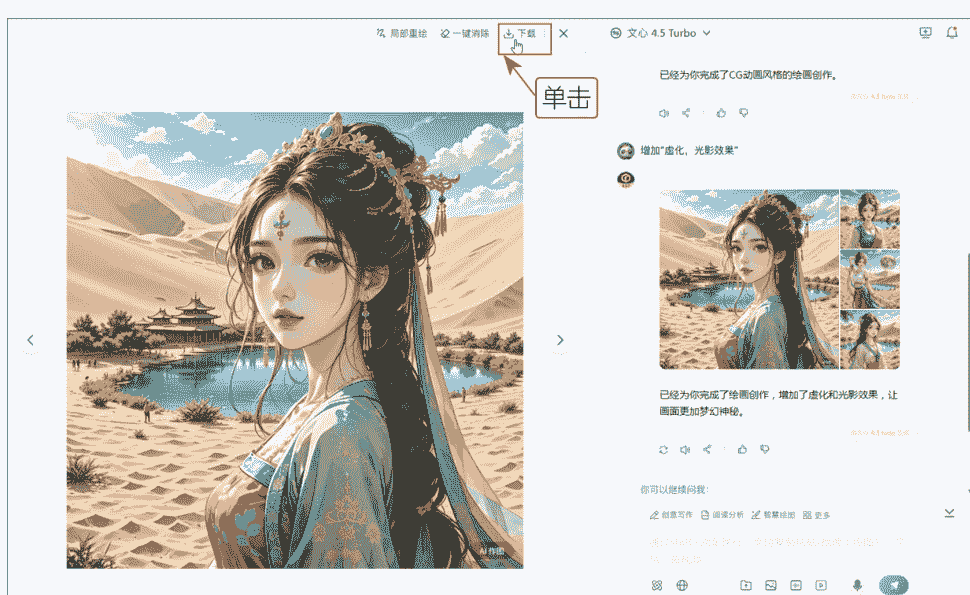 局部重绘 一键消除 下载
单击
文心 4.5 Turbo
已经为你完成了CG动画风格的绘画创作。
增加"虚化，光影效果"
已经为你完成了绘画创作，增加了虚化和光影效果，让
画面更加梦幻神秘。
你可以继续问我：
创意写作 阅读分析 智慧绘图 更多
AI作图